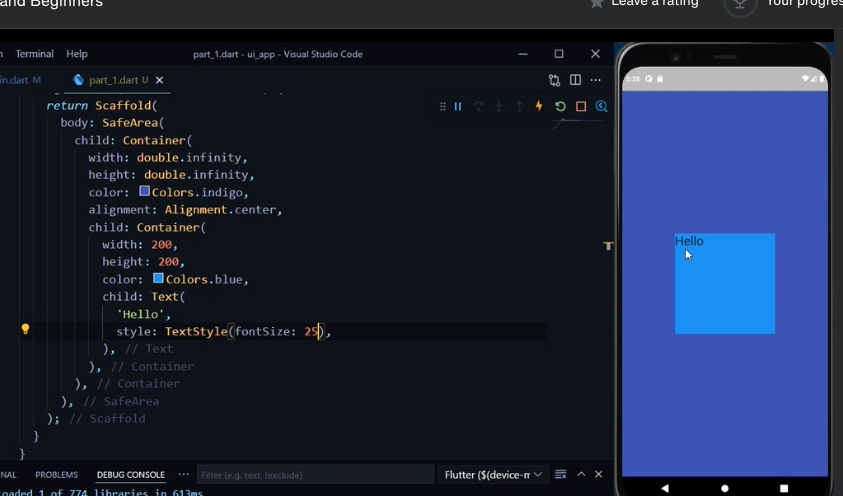 and Beginners
Leave a rating
Your progres
Terminal Help
part_1.dart - ui_app - Visual Studio Code
in.dart M
part_1.dart U
return Scaffold(
body: SafeArea(
child: Container(
width: double.infinity,
height: double.infinity,
color: Colors.indigo,
alignment: Alignment.center,
child: Container(
width: 200,
height: 200,
color: Colors.blue,
child: Text(
'Hello',
style: TextStyle(fontSize: 25),
), // Text
), // Container
), // Container
), // SafeArea
); // Scaffold
}
}
Hello
NAL PROBLEMS DEBUG CONSOLE ...
Filter (e.g. text, !exclude)
Flutter ($(device-m
oaded 1 of 774 libraries in 613ms